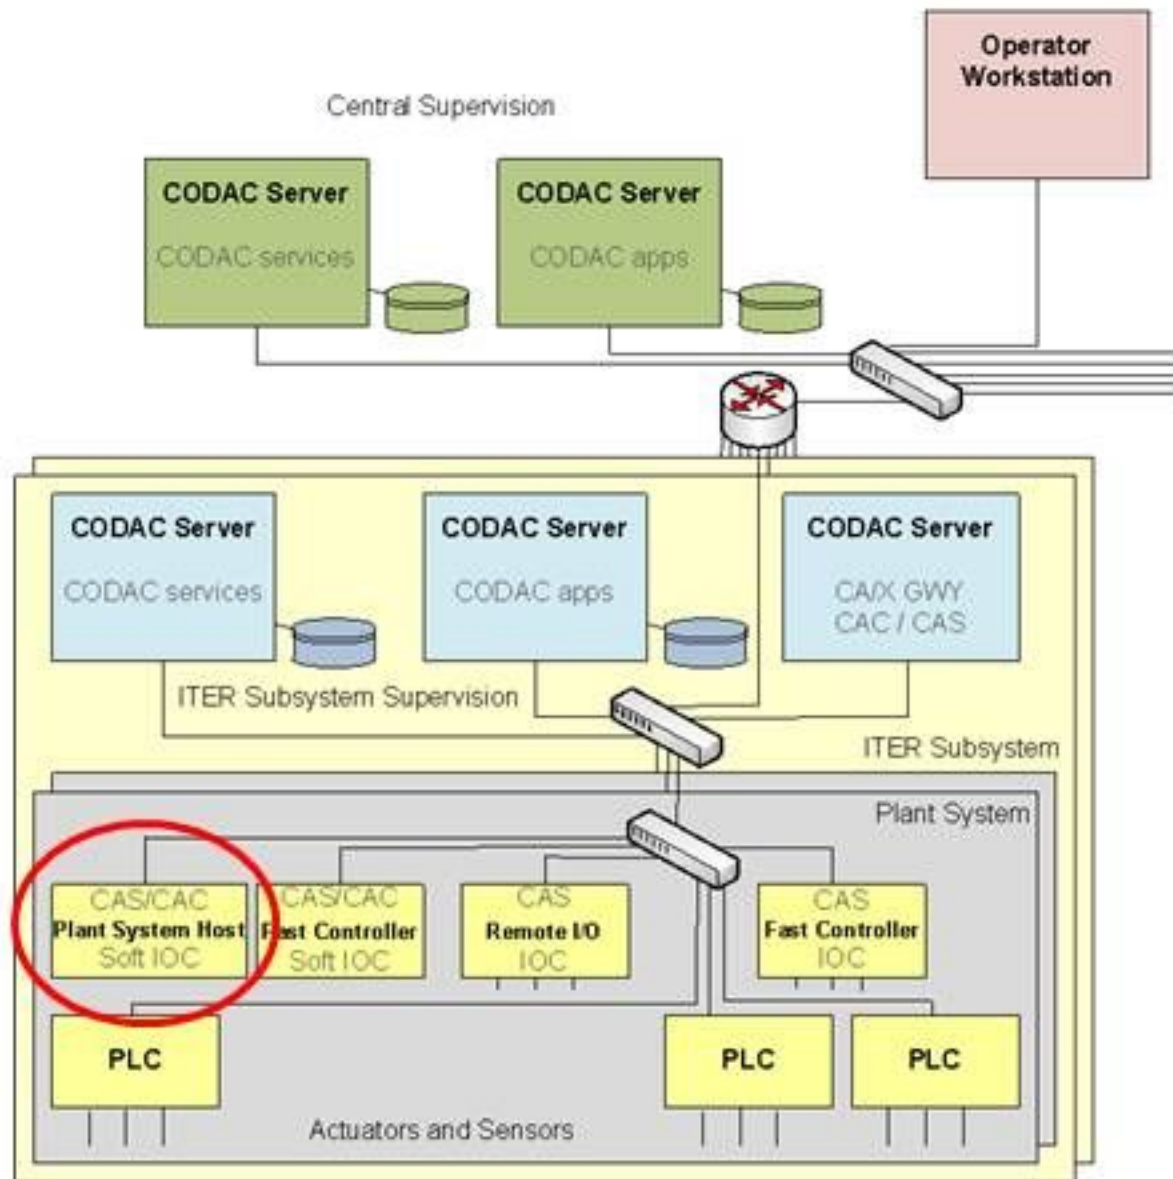 Operator
Workstation
Central Supervision
CODAC Server
CODAC services
CODAC Server
CODAC apps
CODAC Server
CODAC services
CODAC Server
CODAC apps
CODAC Server
CA/X GWY
CAC / CAS
ITER Subsystem Supervision
ITER Subsystem
Plant System
CAS/CAC
Plant System Host
Soft IOC
CAS/CAC
Fast Controller
Soft IOC
CAS
Remote I/O
IOC
CAS
Fast Controller
IOC
PLC
PLC
PLC
Actuators and Sensors